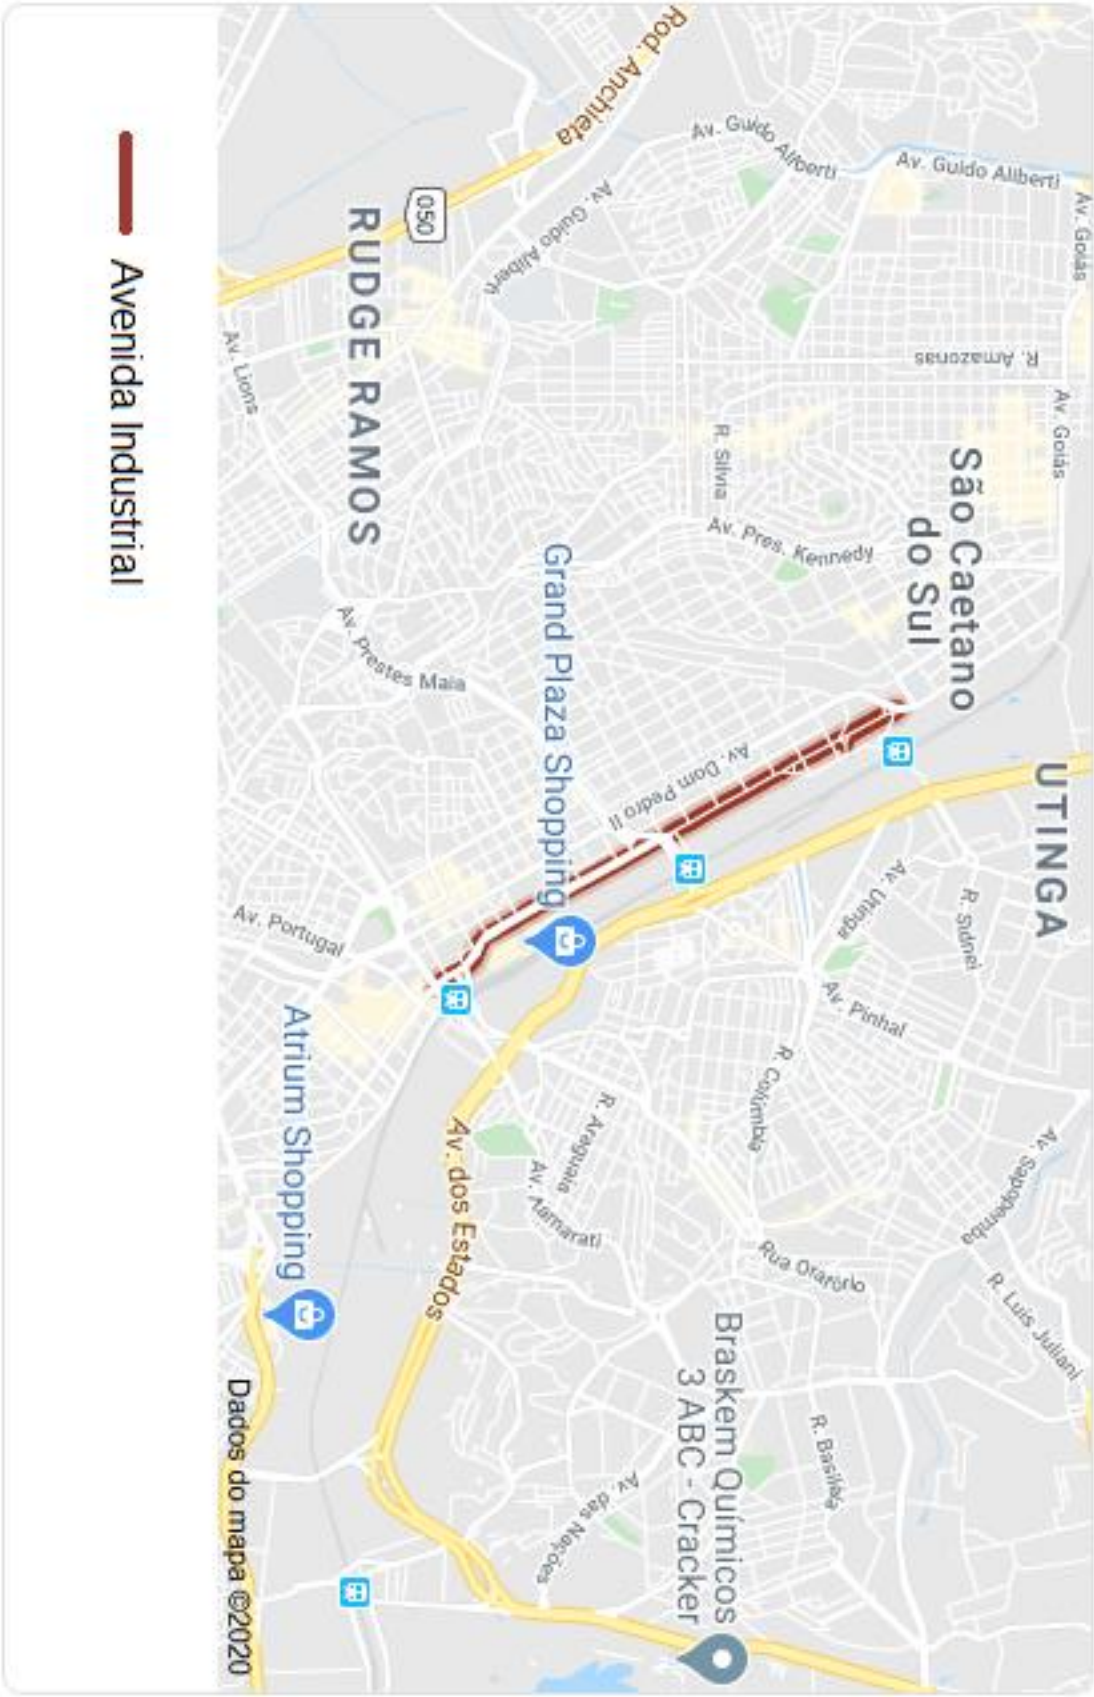 Av. Goiás
Av. Guido Aliberti
Av. Guido Aliberti
Rod. Anchieta
Av. Guido Aliberti
050
RUDGE RAMOS
Av. Lions
R. Amazonas
Av. Goiás
R. Silvia
São Caetano
do Sul
Av. Pres. Kennedy
Av. Prestes Maia
Grand Plaza Shopping
Av. Dom Pedro II
UTINGA
Av. Utinga
R. Sidnei
Av. Portugal
Av. Pinhal
R. Colúmbia
Atrium Shopping
R. Araguaia
Av. Itamarati
Av. dos Estados
Av. Sapopemba
Rua Oratório
R. Luis Juliani
Braskem Químicos
3 ABC - Cracker
R. Basiléia
Av. das Nações
Dados do mapa ©2020
Avenida Industrial